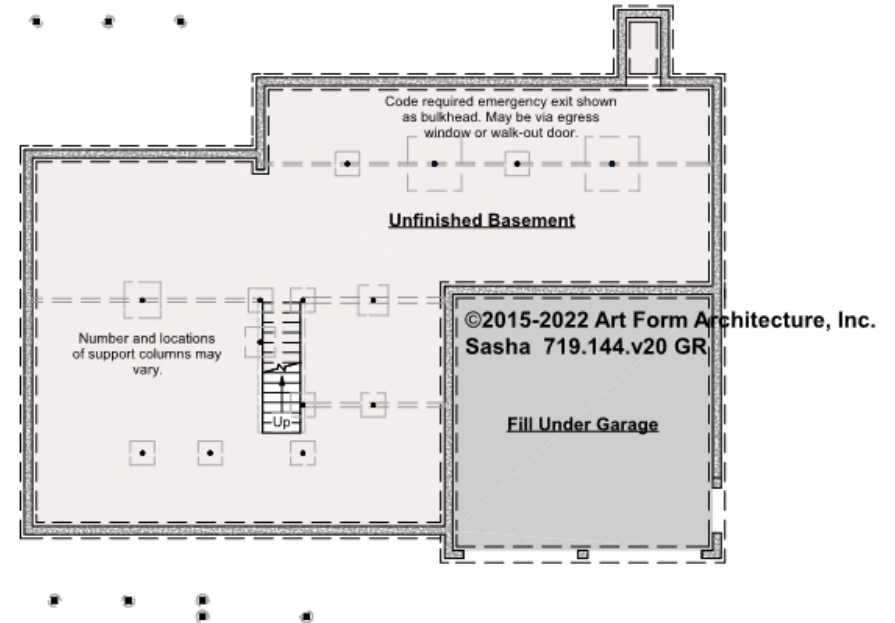 Code required emergency exit shown
as bulkhead. May be via egress
window or walk-out door.
Unfinished Basement
©2015-2022 Art Form Architecture, Inc.
Sasha 719.144.v20 GR
Number and locations
of support columns may
vary.
Up
Fill Under Garage